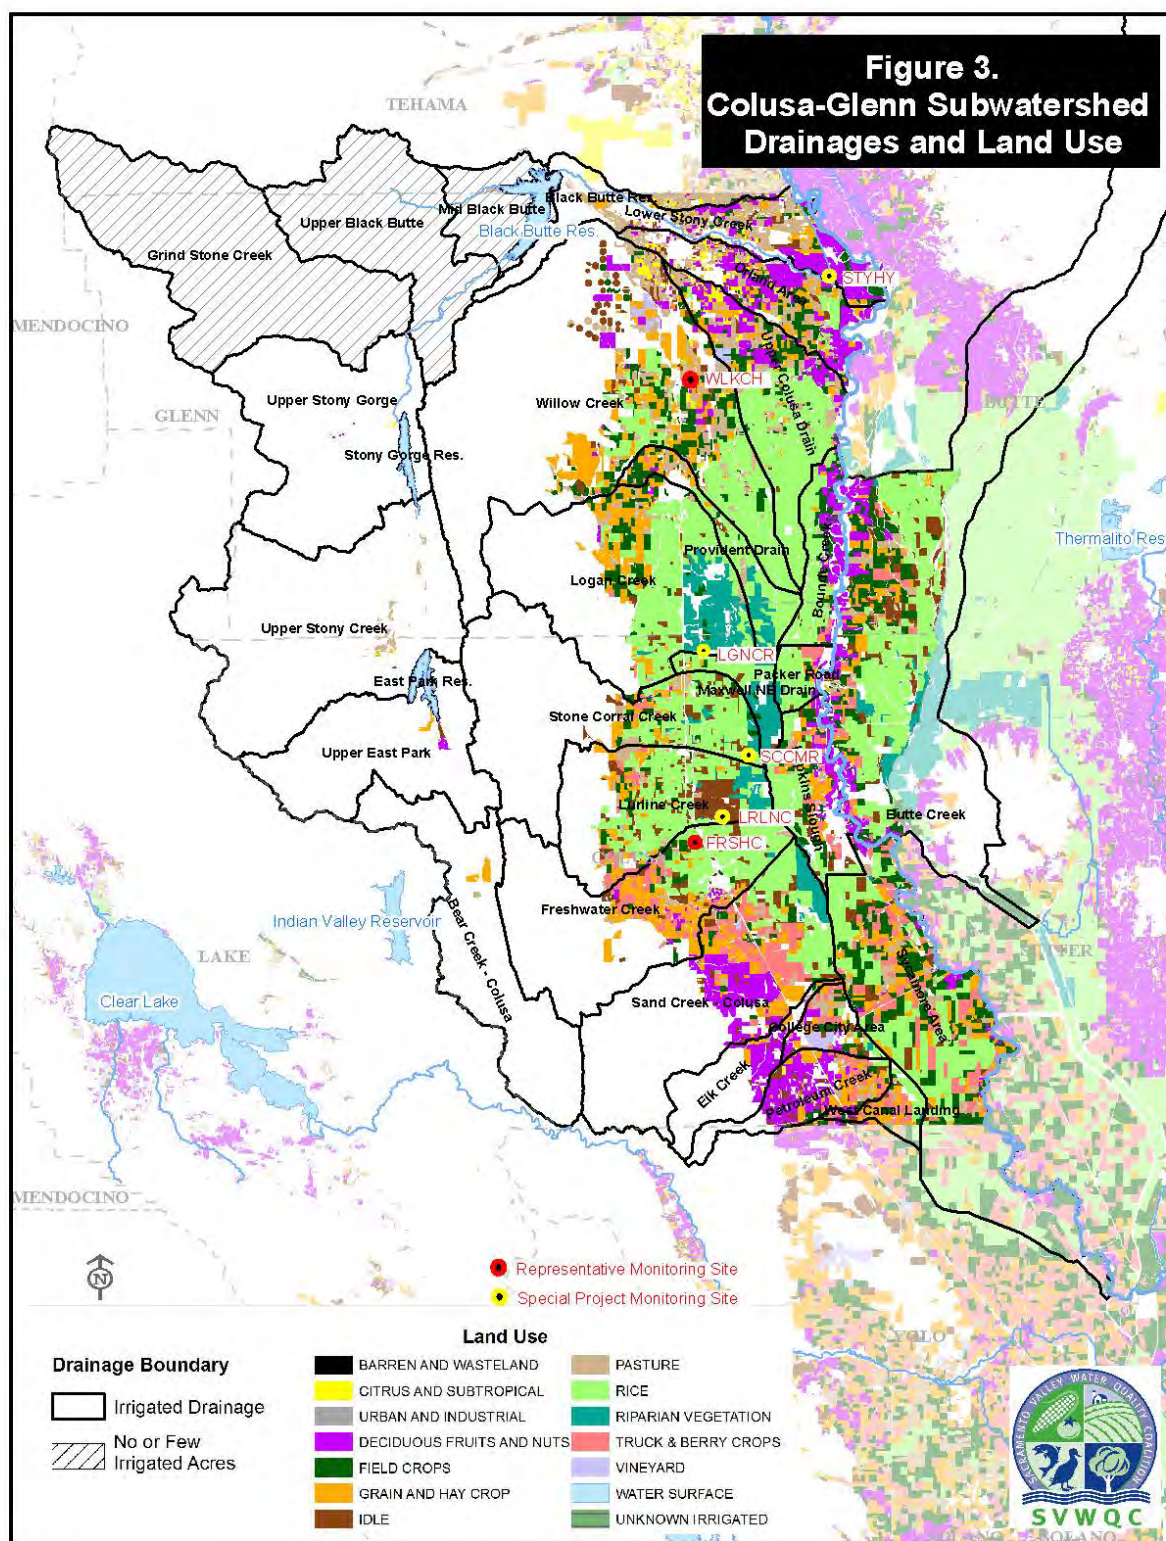 Figure 3.
Colusa-Glenn Subwatershed
Drainages and Land Use
TEHAMA
Black Butte Res.
Mid Black Butte
Upper Black Butte
Lower Stony Creek
Black Butte Res.
Grind Stone Creek
Orland Area
STYHY
MENDOCINO
Upper Colusa Drain
WLKCH
Upper Stony Gorge
Willow Creek
BUTTE
GLENN
Stony Gorge Res.
Thermalito Res
Provident Drain
Bounde Creek
Logan Creek
Upper Stony Creek
LGNCR
Packer Road
East Park Res.
Maxwell NE Drain
Stone Corral Creek
Upper East Park
SCCMR
Lurline Creek
LRLNC
Butte Creek
FRSHC
Freshwater Creek
Indian Valley Reservoir
Bear Creek - Colusa
LAKE
Sycamore Area
Clear Lake
Sand Creek - Colusa
College City Area
Elk Creek
Petroleum Creek
West Canal Landing
MENDOCINO
N
Representative Monitoring Site
Special Project Monitoring Site
YOLO
Land Use
Drainage Boundary
Irrigated Drainage
No or Few
Irrigated Acres
BARREN AND WASTELAND
CITRUS AND SUBTROPICAL
URBAN AND INDUSTRIAL
DECIDUOUS FRUITS AND NUTS
FIELD CROPS
GRAIN AND HAY CROP
IDLE
PASTURE
RICE
RIPARIAN VEGETATION
TRUCK & BERRY CROPS
VINEYARD
WATER SURFACE
UNKNOWN IRRIGATED
SACRAMENTO VALLEY WATER QUALITY COALITION
SVWQC
SOLANO